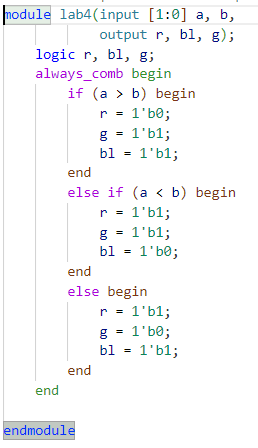 module lab4(input [1:0] a, b,
output r, bl, g);
logic r, bl, g;
always_comb begin
if (a > b) begin
r = 1'b0;
g = 1'b1;
bl = 1'b1;
end
else if (a < b) begin
r = 1'b1;
g = 1'b1;
bl = 1'b0;
end
else begin
r = 1'b1;
g = 1'b0;
bl = 1'b1;
end
end
endmodule